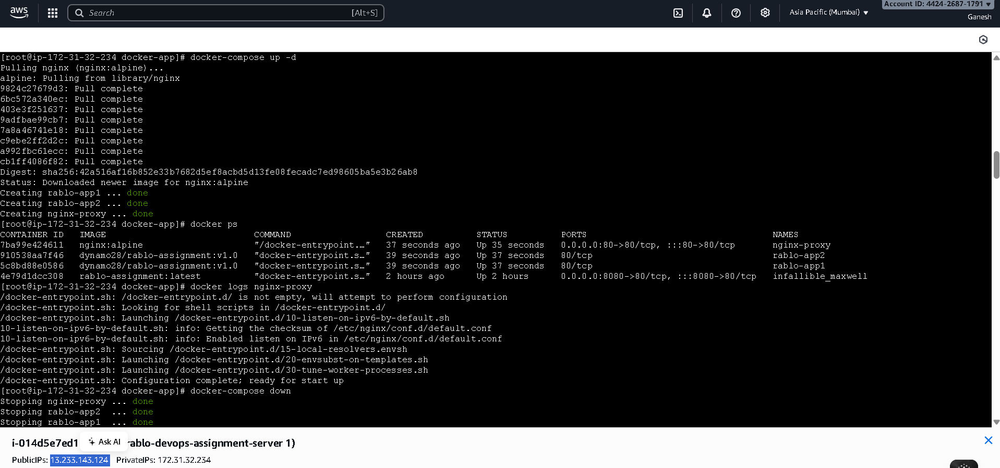 aws
Search [Alt+S]
Asia Pacific (Mumbai) ▼
Account ID: 4424-2687-1791 ▼
Ganesh
[root@ip-172-31-32-234 docker-app]# docker-compose up -d
Pulling nginx (nginx:alpine)...
alpine: Pulling from library/nginx
9824c27679d3: Pull complete
6bc572a340ec: Pull complete
403e3f251637: Pull complete
9adfbae99cb7: Pull complete
7a8a46741e18: Pull complete
c9ebe2ff2d2c: Pull complete
a992fbc61ecc: Pull complete
cb1ff4086f82: Pull complete
Digest: sha256:42a516af16b852e33b7682d5ef8acbd5d13fe08fecadc7ed98605ba5e3b26ab8
Status: Downloaded newer image for nginx:alpine
Creating rablo-app1 ... done
Creating rablo-app2 ... done
Creating nginx-proxy ... done
[root@ip-172-31-32-234 docker-app]# docker ps
CONTAINER ID   IMAGE   COMMAND   CREATED   STATUS   PORTS   NAMES
7ba99e424611   nginx:alpine   "/docker-entrypoint.…"   37 seconds ago   Up 35 seconds   0.0.0.0:80->80/tcp, :::80->80/tcp   nginx-proxy
910538aa7f46   dynamo28/rablo-assignment:v1.0   "docker-entrypoint.s…"   39 seconds ago   Up 37 seconds   80/tcp   rablo-app2
5c8bd88e0586   dynamo28/rablo-assignment:v1.0   "docker-entrypoint.s…"   39 seconds ago   Up 37 seconds   80/tcp   rablo-app1
4e79d1dcc308   rablo-assignment:latest   "docker-entrypoint.s…"   2 hours ago   Up 2 hours   0.0.0.0:8080->80/tcp, :::8080->80/tcp   infallible_maxwell
[root@ip-172-31-32-234 docker-app]# docker logs nginx-proxy
/docker-entrypoint.sh: /docker-entrypoint.d/ is not empty, will attempt to perform configuration
/docker-entrypoint.sh: Looking for shell scripts in /docker-entrypoint.d/
/docker-entrypoint.sh: Launching /docker-entrypoint.d/10-listen-on-ipv6-by-default.sh
10-listen-on-ipv6-by-default.sh: info: Getting the checksum of /etc/nginx/conf.d/default.conf
10-listen-on-ipv6-by-default.sh: info: Enabled listen on IPv6 in /etc/nginx/conf.d/default.conf
/docker-entrypoint.sh: Sourcing /docker-entrypoint.d/15-local-resolvers.envsh
/docker-entrypoint.sh: Launching /docker-entrypoint.d/20-envsubst-on-templates.sh
/docker-entrypoint.sh: Launching /docker-entrypoint.d/30-tune-worker-processes.sh
/docker-entrypoint.sh: Configuration complete; ready for start up
[root@ip-172-31-32-234 docker-app]# docker-compose down
Stopping nginx-proxy ... done
Stopping rablo-app2  ... done
Stopping rablo-app1  ... done
i-014d5e7ed1 Ask AI rablo-devops-assignment-server 1)
PublicIPs: 13.233.143.124 PrivateIPs: 172.31.32.234